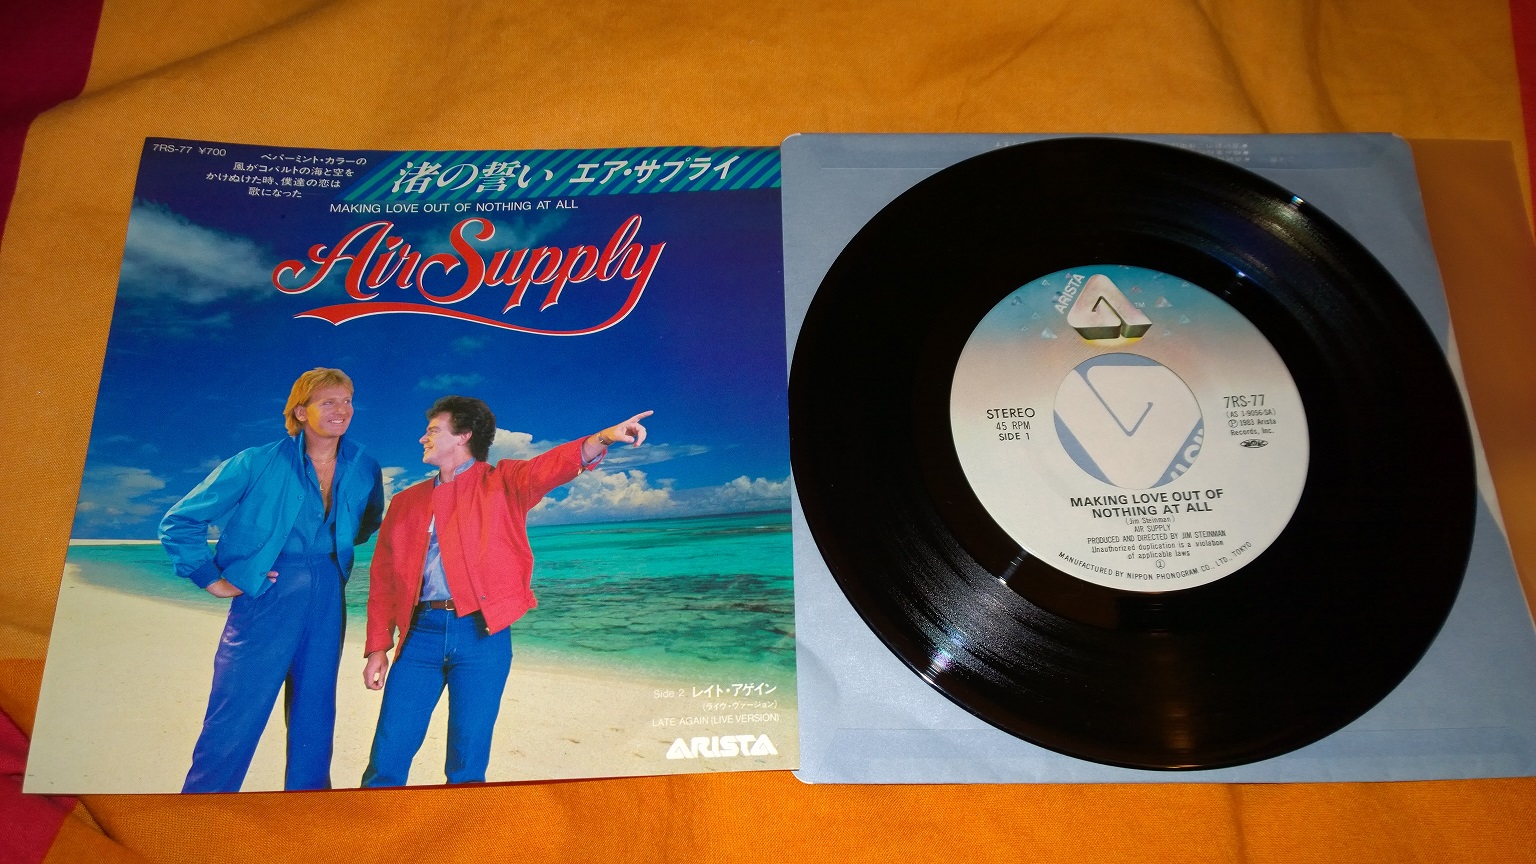 7RS-77 ¥700
ペパーミント・カラーの
風がコバルトの海と空を
かけぬけた時、僕達の恋は
歌になった
渚の誓い エア・サプライ
MAKING LOVE OUT OF NOTHING AT ALL
Air Supply
Side 2 レイト・アゲイン
(ライヴ・ヴァージョン)
LATE AGAIN (LIVE VERSION)
ARISTA
ARISTA
TM
STEREO
45 RPM
SIDE 1
7RS-77
(AS 1-9056-SA)
Ⓟ1983 Arista
Records, Inc.
MAKING LOVE OUT OF
NOTHING AT ALL
(Jim Steinman)
AIR SUPPLY
PRODUCED AND DIRECTED BY JIM STEINMAN
Unauthorized duplication is a violation
of applicable laws
①
MANUFACTURED BY NIPPON PHONOGRAM CO., LTD., TOKYO